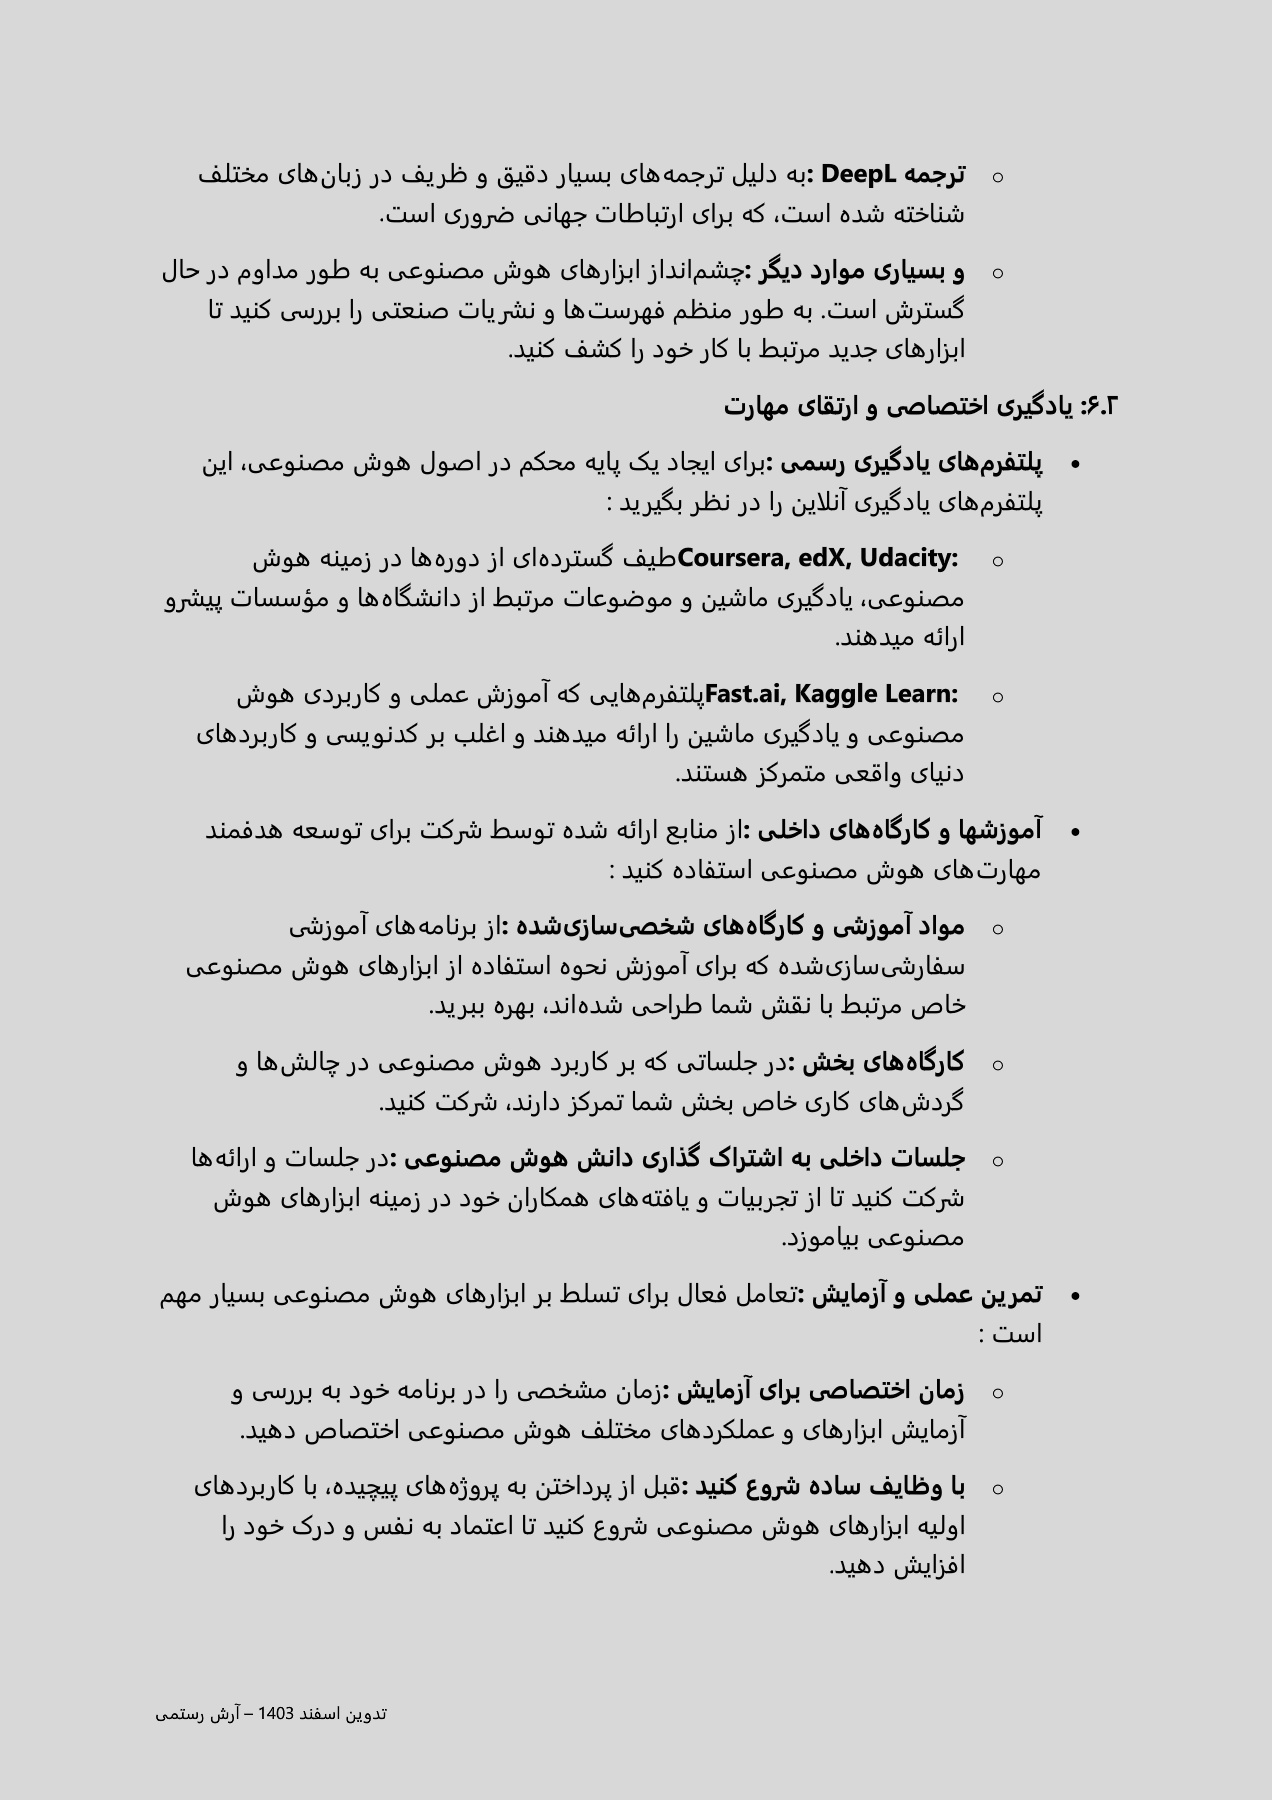 ○ ترجمه DeepL :به دلیل ترجمه‌های بسیار دقیق و ظریف در زبان‌های مختلف
شناخته شده است، که برای ارتباطات جهانی ضروری است.
○ و بسیاری موارد دیگر :چشم‌انداز ابزارهای هوش مصنوعی به طور مداوم در حال
گسترش است. به طور منظم فهرست‌ها و نشریات صنعتی را بررسی کنید تا
ابزارهای جدید مرتبط با کار خود را کشف کنید.
۶.۲: یادگیری اختصاصی و ارتقای مهارت
• پلتفرم‌های یادگیری رسمی :برای ایجاد یک پایه محکم در اصول هوش مصنوعی، این
پلتفرم‌های یادگیری آنلاین را در نظر بگیرید :
○ Coursera, edX, Udacity: طیف گسترده‌ای از دوره‌ها در زمینه هوش
مصنوعی، یادگیری ماشین و موضوعات مرتبط از دانشگاه‌ها و مؤسسات پیشرو
ارائه میدهند.
○ Fast.ai, Kaggle Learn: پلتفرم‌هایی که آموزش عملی و کاربردی هوش
مصنوعی و یادگیری ماشین را ارائه میدهند و اغلب بر کدنویسی و کاربردهای
دنیای واقعی متمرکز هستند.
• آموزشها و کارگاه‌های داخلی :از منابع ارائه شده توسط شرکت برای توسعه هدفمند
مهارت‌های هوش مصنوعی استفاده کنید :
○ مواد آموزشی و کارگاه‌های شخصی‌سازی‌شده :از برنامه‌های آموزشی
سفارشی‌سازی‌شده که برای آموزش نحوه استفاده از ابزارهای هوش مصنوعی
خاص مرتبط با نقش شما طراحی شده‌اند، بهره ببرید.
○ کارگاه‌های بخش :در جلساتی که بر کاربرد هوش مصنوعی در چالش‌ها و
گردش‌های کاری خاص بخش شما تمرکز دارند، شرکت کنید.
○ جلسات داخلی به اشتراک گذاری دانش هوش مصنوعی :در جلسات و ارائه‌ها
شرکت کنید تا از تجربیات و یافته‌های همکاران خود در زمینه ابزارهای هوش
مصنوعی بیاموزد.
• تمرین عملی و آزمایش :تعامل فعال برای تسلط بر ابزارهای هوش مصنوعی بسیار مهم
است :
○ زمان اختصاصی برای آزمایش :زمان مشخصی را در برنامه خود به بررسی و
آزمایش ابزارهای و عملکردهای مختلف هوش مصنوعی اختصاص دهید.
○ با وظایف ساده شروع کنید :قبل از پرداختن به پروژه‌های پیچیده، با کاربردهای
اولیه ابزارهای هوش مصنوعی شروع کنید تا اعتماد به نفس و درک خود را
افزایش دهید.
تدوین اسفند 1403 – آرش رستمی